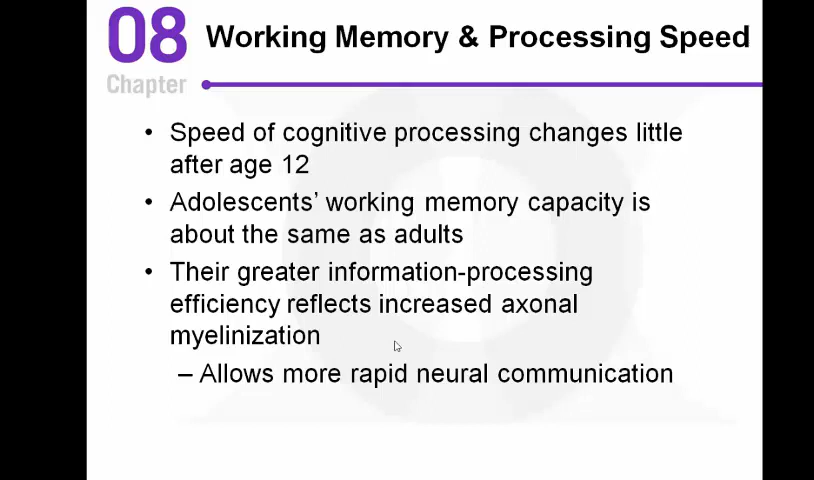 08
Chapter
Working Memory & Processing Speed
• Speed of cognitive processing changes little
after age 12
• Adolescents’ working memory capacity is
about the same as adults
• Their greater information-processing
efficiency reflects increased axonal
myelinization
– Allows more rapid neural communication